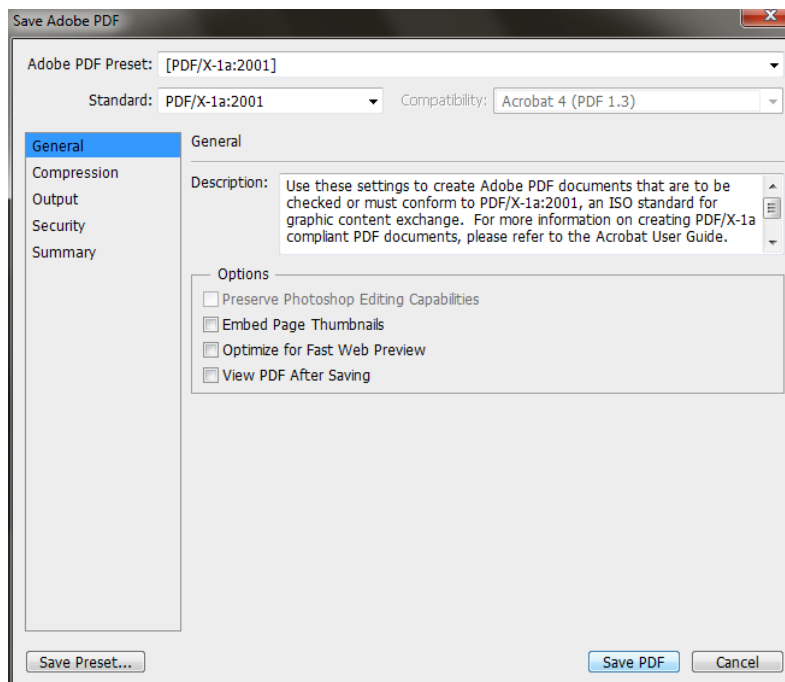 Save Adobe PDF
Adobe PDF Preset: [PDF/X-1a:2001]
Standard: PDF/X-1a:2001 Compatibility: Acrobat 4 (PDF 1.3)
General
Compression
Output
Security
Summary
General
Description: Use these settings to create Adobe PDF documents that are to be
checked or must conform to PDF/X-1a:2001, an ISO standard for
graphic content exchange.  For more information on creating PDF/X-1a
compliant PDF documents, please refer to the Acrobat User Guide.
Options
Preserve Photoshop Editing Capabilities
Embed Page Thumbnails
Optimize for Fast Web Preview
View PDF After Saving
Save Preset... Save PDF Cancel